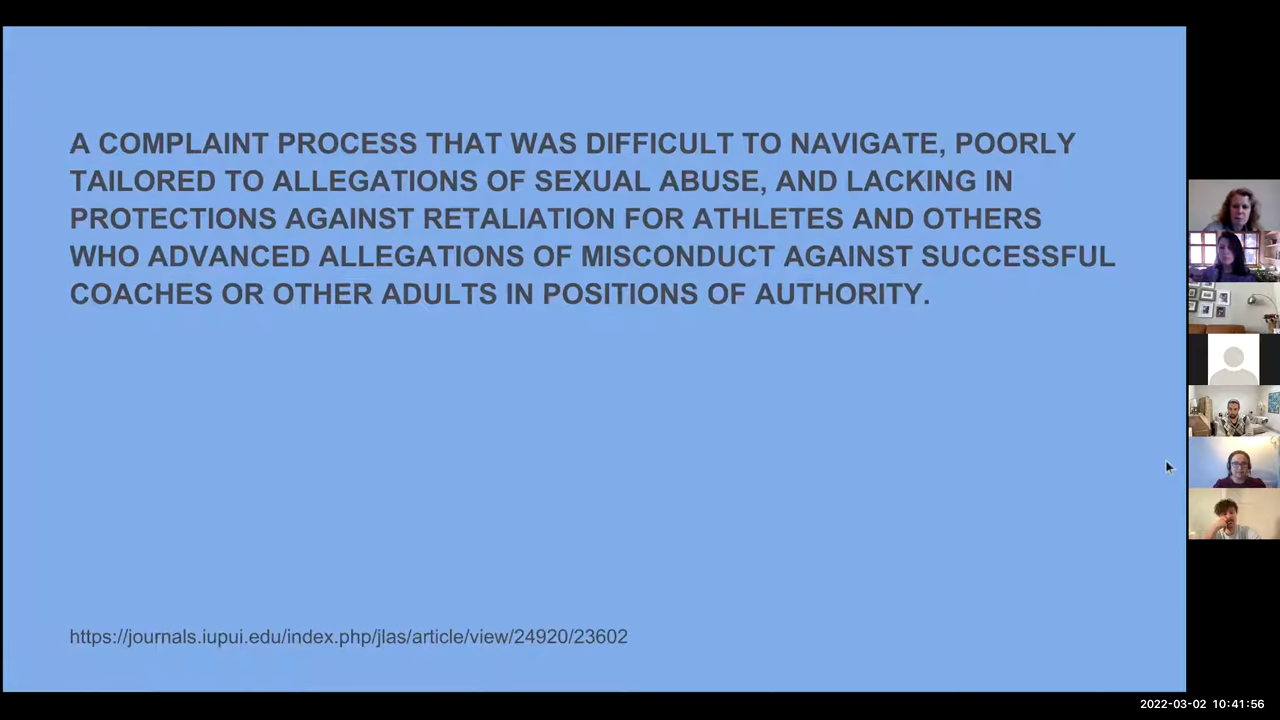 A COMPLAINT PROCESS THAT WAS DIFFICULT TO NAVIGATE, POORLY
TAILORED TO ALLEGATIONS OF SEXUAL ABUSE, AND LACKING IN
PROTECTIONS AGAINST RETALIATION FOR ATHLETES AND OTHERS
WHO ADVANCED ALLEGATIONS OF MISCONDUCT AGAINST SUCCESSFUL
COACHES OR OTHER ADULTS IN POSITIONS OF AUTHORITY.
https://journals.iupui.edu/index.php/jlas/article/view/24920/23602
2022-03-02 10:41:56